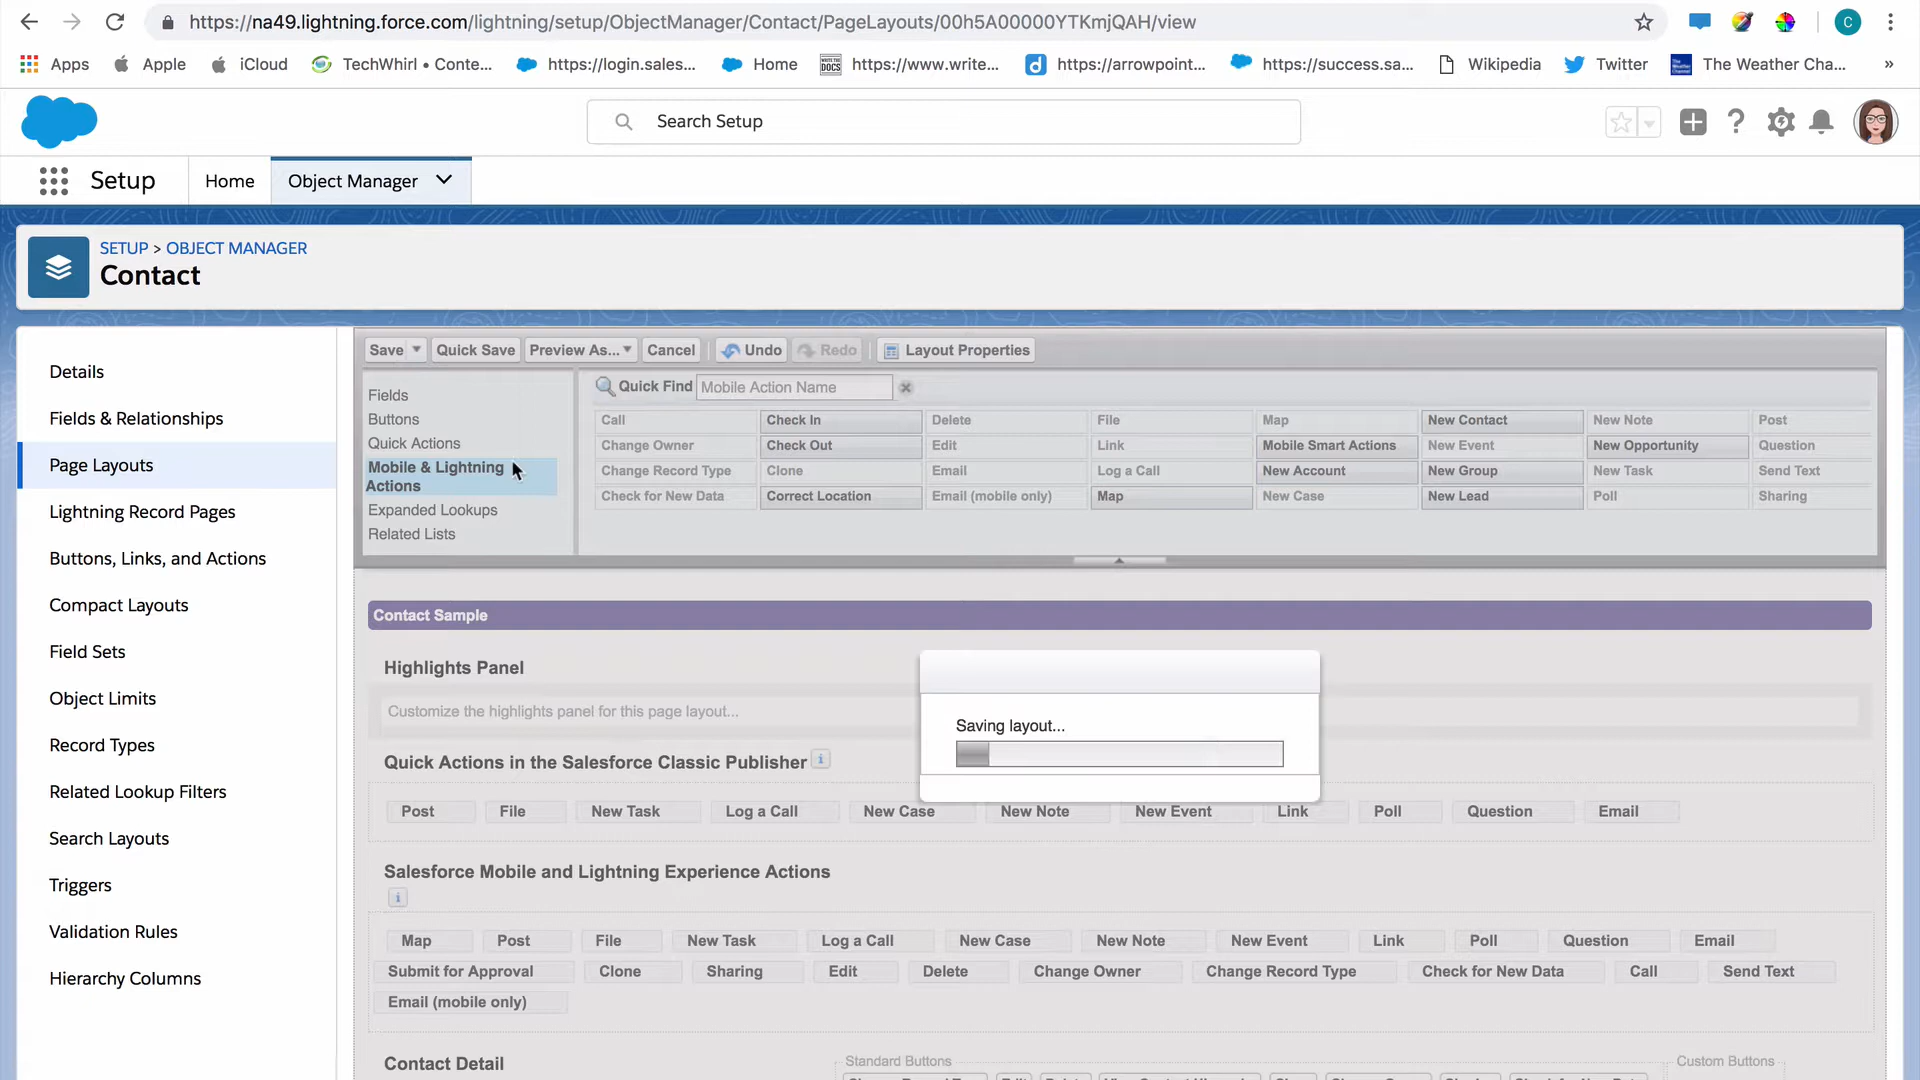 https://na49.lightning.force.com/lightning/setup/ObjectManager/Contact/PageLayouts/00h5A00000YTKmjQAH/view
C
Apps Apple iCloud TechWhirl • Conte... https://login.sales... Home https://www.write... https://arrowpoint... https://success.sa... Wikipedia Twitter The Weather Cha... »
Search Setup
Setup Home Object Manager
SETUP > OBJECT MANAGER
Contact
Details
Fields & Relationships
Page Layouts
Lightning Record Pages
Buttons, Links, and Actions
Compact Layouts
Field Sets
Object Limits
Record Types
Related Lookup Filters
Search Layouts
Triggers
Validation Rules
Hierarchy Columns
Save Quick Save Preview As... Cancel Undo Redo Layout Properties
Fields
Buttons
Quick Actions
Mobile & Lightning
Actions
Expanded Lookups
Related Lists
Quick Find Mobile Action Name
Call Check In Delete File Map New Contact New Note Post
Change Owner Check Out Edit Link Mobile Smart Actions New Event New Opportunity Question
Change Record Type Clone Email Log a Call New Account New Group New Task Send Text
Check for New Data Correct Location Email (mobile only) Map New Case New Lead Poll Sharing
Contact Sample
Highlights Panel
Customize the highlights panel for this page layout...
Saving layout...
Quick Actions in the Salesforce Classic Publisher
Post File New Task Log a Call New Case New Note New Event Link Poll Question Email
Salesforce Mobile and Lightning Experience Actions
Map Post File New Task Log a Call New Case New Note New Event Link Poll Question Email
Submit for Approval Clone Sharing Edit Delete Change Owner Change Record Type Check for New Data Call Send Text
Email (mobile only)
Contact Detail
Standard Buttons
Custom Buttons